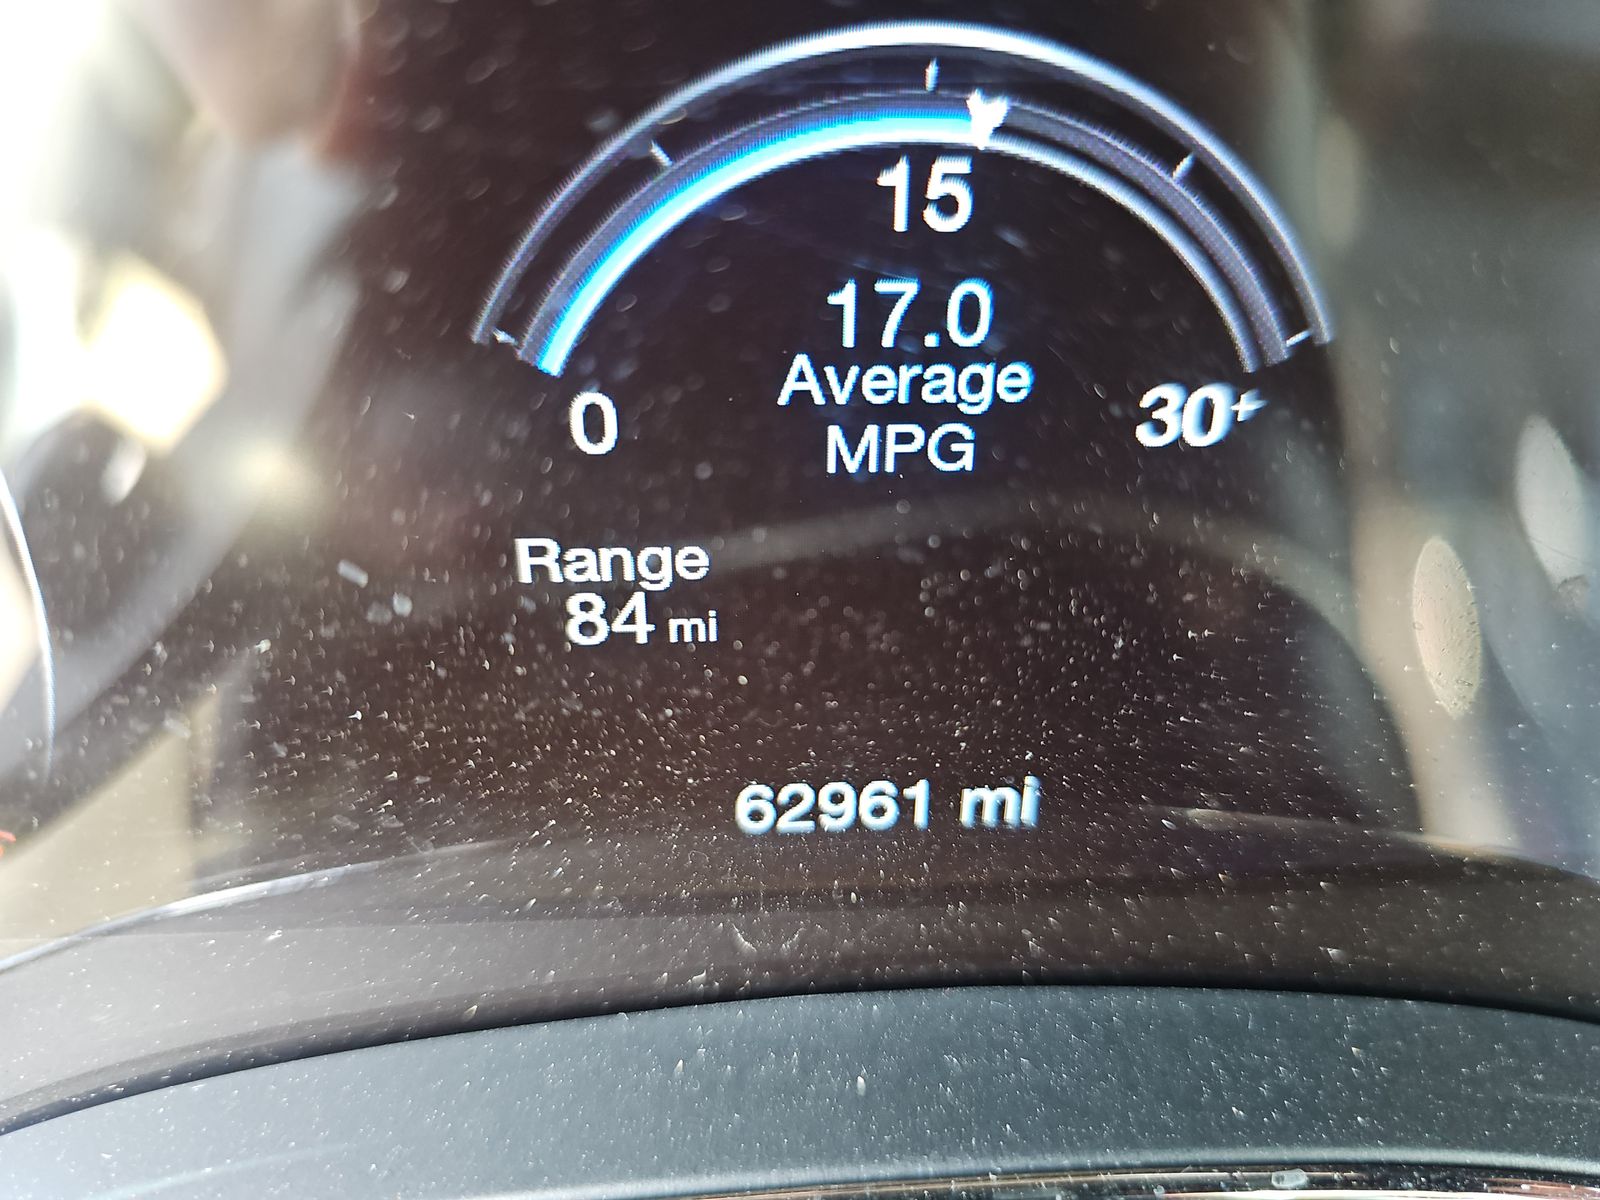 15
17.0
Average
MPG
0
30+
Range
84 mi
62961 mi